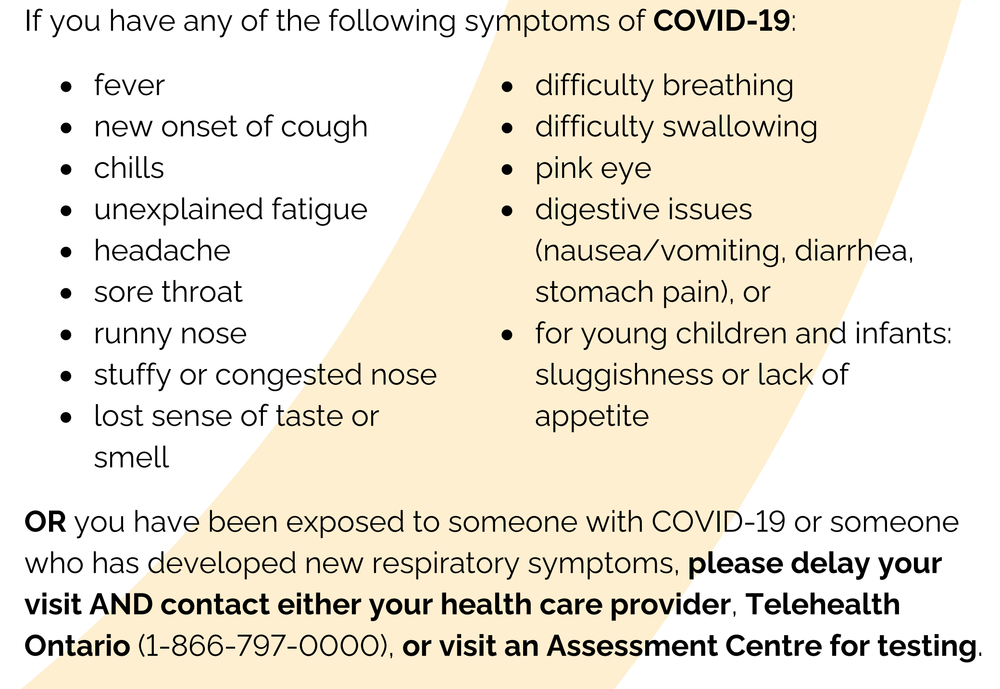 If you have any of the following symptoms of COVID-19:
• fever
• new onset of cough
• chills
• unexplained fatigue
• headache
• sore throat
• runny nose
• stuffy or congested nose
• lost sense of taste or
smell
• difficulty breathing
• difficulty swallowing
• pink eye
• digestive issues
(nausea/vomiting, diarrhea,
stomach pain), or
• for young children and infants:
sluggishness or lack of
appetite
OR you have been exposed to someone with COVID-19 or someone
who has developed new respiratory symptoms, please delay your
visit AND contact either your health care provider, Telehealth
Ontario (1-866-797-0000), or visit an Assessment Centre for testing.